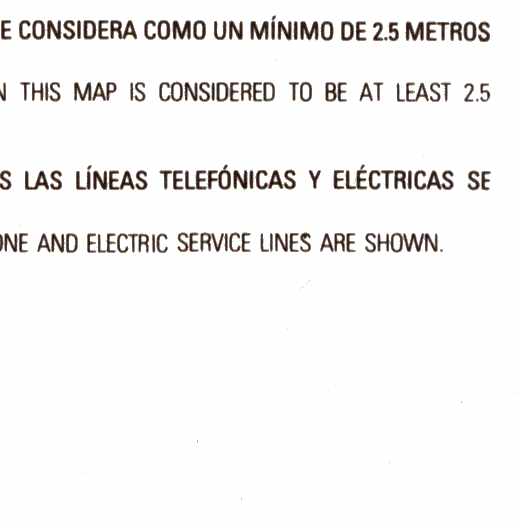 E CONSIDERA COMO UN MÍNIMO DE 2.5 METROS
N THIS MAP IS CONSIDERED TO BE AT LEAST 2.5
S LAS LÍNEAS TELEFÓNICAS Y ELÉCTRICAS SE
ONE AND ELECTRIC SERVICE LINES ARE SHOWN.